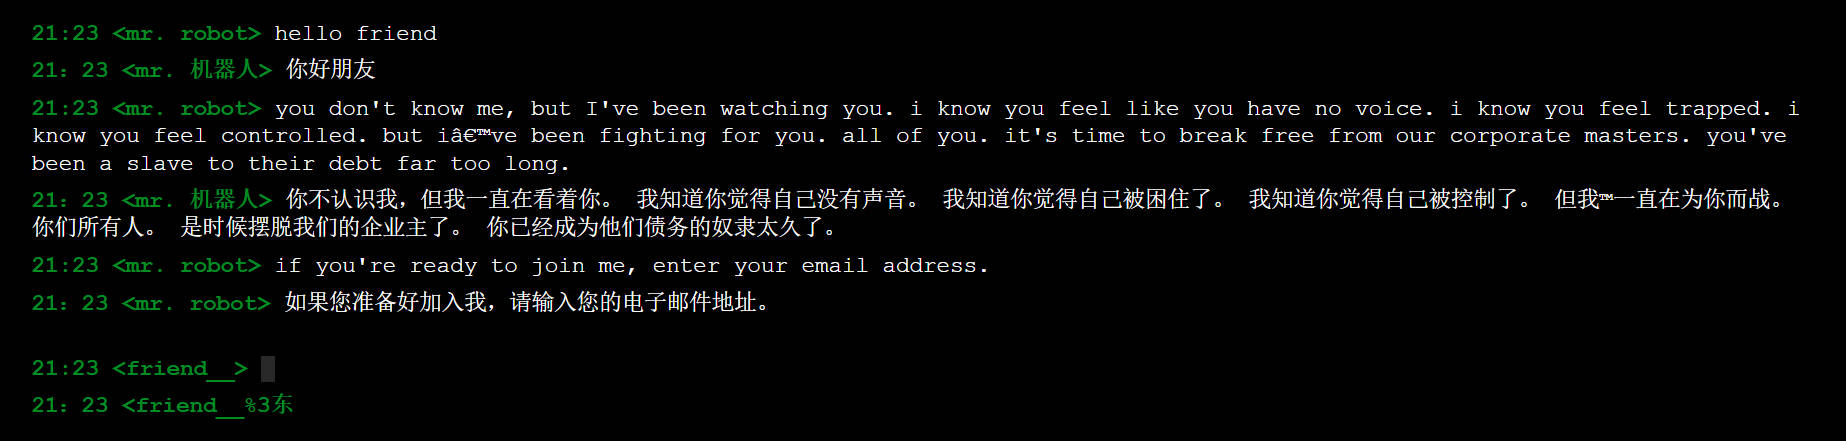 21:23 <mr. robot> hello friend
21：23 <mr. 机器人> 你好朋友
21:23 <mr. robot> you don't know me, but I've been watching you. i know you feel like you have no voice. i know you feel trapped. i
know you feel controlled. but iâ€™ve been fighting for you. all of you. it's time to break free from our corporate masters. you've
been a slave to their debt far too long.
21：23 <mr. 机器人> 你不认识我，但我一直在看着你。 我知道你觉得自己没有声音。 我知道你觉得自己被困住了。 我知道你觉得自己被控制了。 但我™一直在为你而战。
你们所有人。 是时候摆脱我们的企业主了。 你已经成为他们债务的奴隶太久了。
21:23 <mr. robot> if you're ready to join me, enter your email address.
21：23 <mr. robot> 如果您准备好加入我，请输入您的电子邮件地址。
21:23 <friend__>
21：23 <friend__%3东